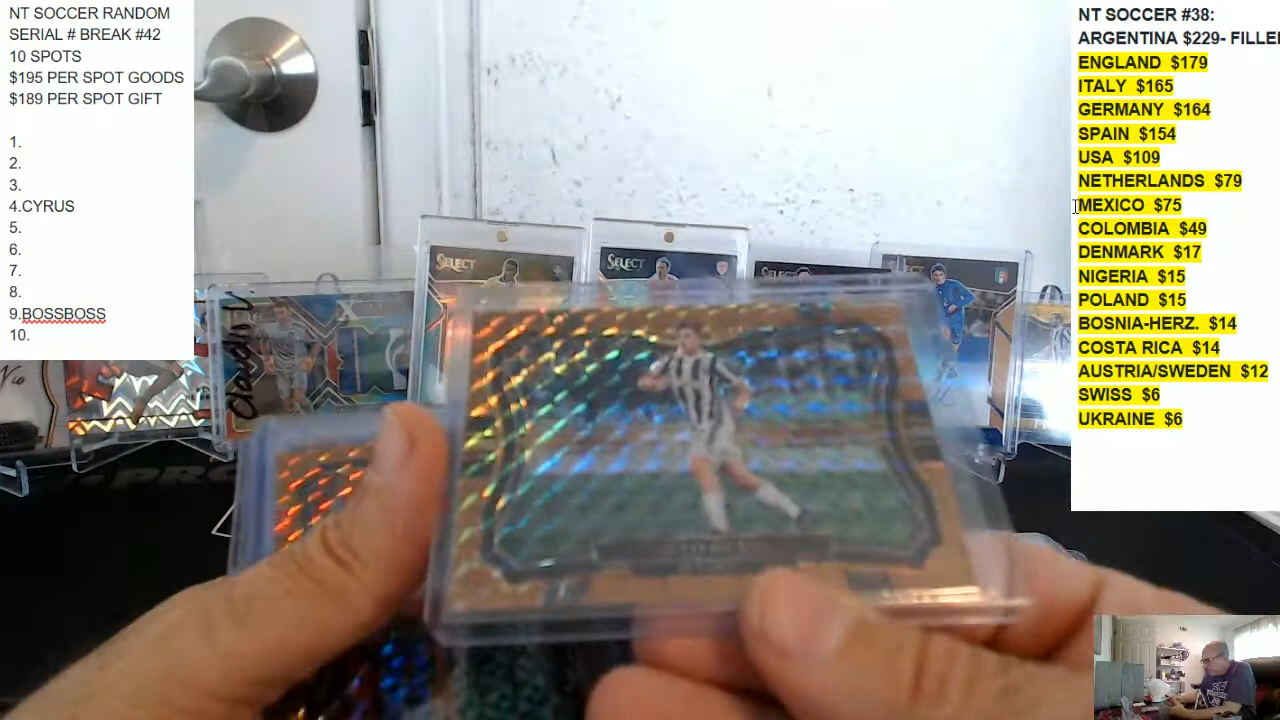 NT SOCCER RANDOM
SERIAL # BREAK #42
10 SPOTS
$195 PER SPOT GOODS
$189 PER SPOT GIFT
1.
2.
3.
4.CYRUS
5.
6.
7.
8.
9.BOSSBOSS
10.
NT SOCCER #38:
ARGENTINA $229- FILLE
ENGLAND $179
ITALY $165
GERMANY $164
SPAIN $154
USA $109
NETHERLANDS $79
MEXICO $75
COLOMBIA $49
DENMARK $17
NIGERIA $15
POLAND $15
BOSNIA-HERZ. $14
COSTA RICA $14
AUSTRIA/SWEDEN $12
SWISS $6
UKRAINE $6
SELECT
SELECT
SELECT